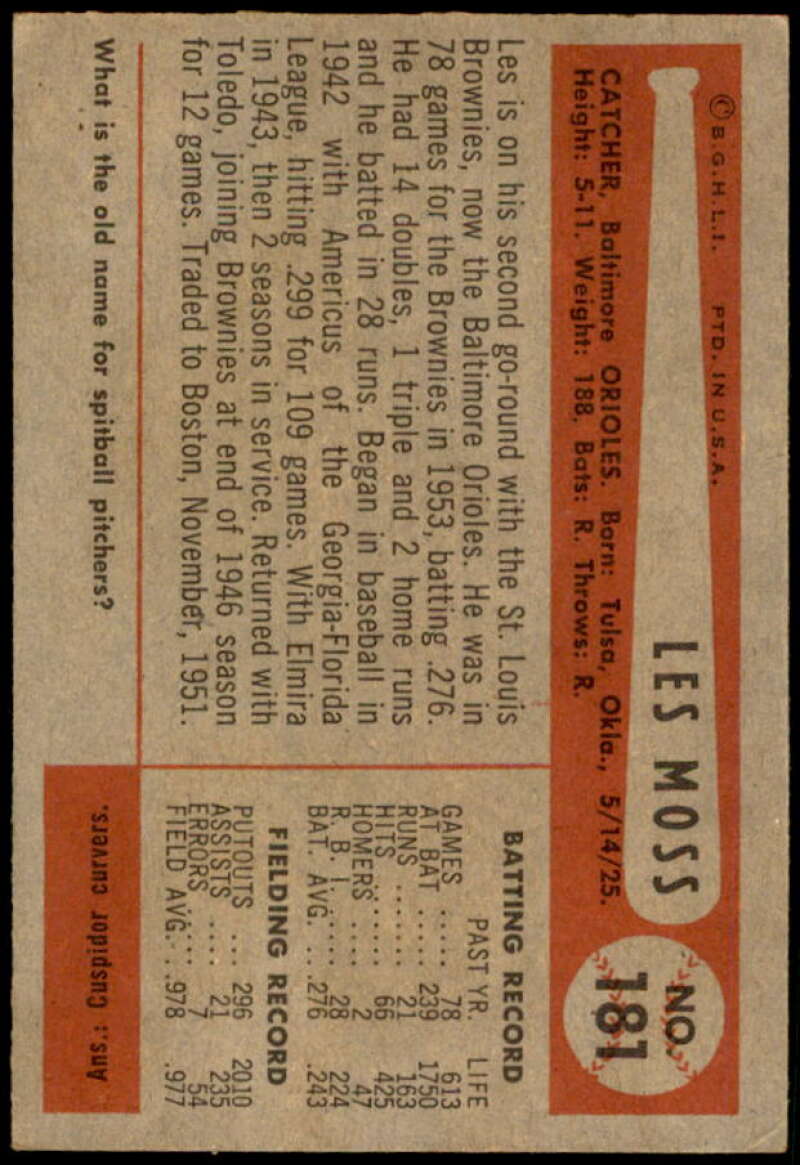 © B.G.H.L.I. PTD. IN U.S.A.
LES MOSS
NO.
181
CATCHER, Baltimore ORIOLES. Born: Tulsa, Okla., 5/14/25.
Height: 5-11. Weight: 188. Bats: R. Throws: R.
Les is on his second go-round with the St. Louis
Brownies, now the Baltimore Orioles. He was in
78 games for the Brownies in 1953, batting .276.
He had 14 doubles, 1 triple and 2 home runs
and he batted in 28 runs. Began in baseball in
1942 with Americus of the Georgia-Florida
League, hitting .299 for 109 games. With Elmira
in 1943, then 2 seasons in service. Returned with
Toledo, joining Brownies at end of 1946 season
for 12 games. Traded to Boston, November, 1951.
BATTING RECORD
PAST YR. LIFE
GAMES ..... 78 613
AT BAT ..... 239 1750
RUNS ....... 21 163
HITS ....... 66 425
HOMERS .... 2 47
R. B. I. ..... 28 224
BAT. AVG. ... .276 .243
FIELDING RECORD
PUTOUTS ... 296 2010
ASSISTS .... 21 235
ERRORS ..... 7 54
FIELD AVG. .. .978 .977
What is the old name for spitball pitchers?
Ans.: Cuspidor curvers.